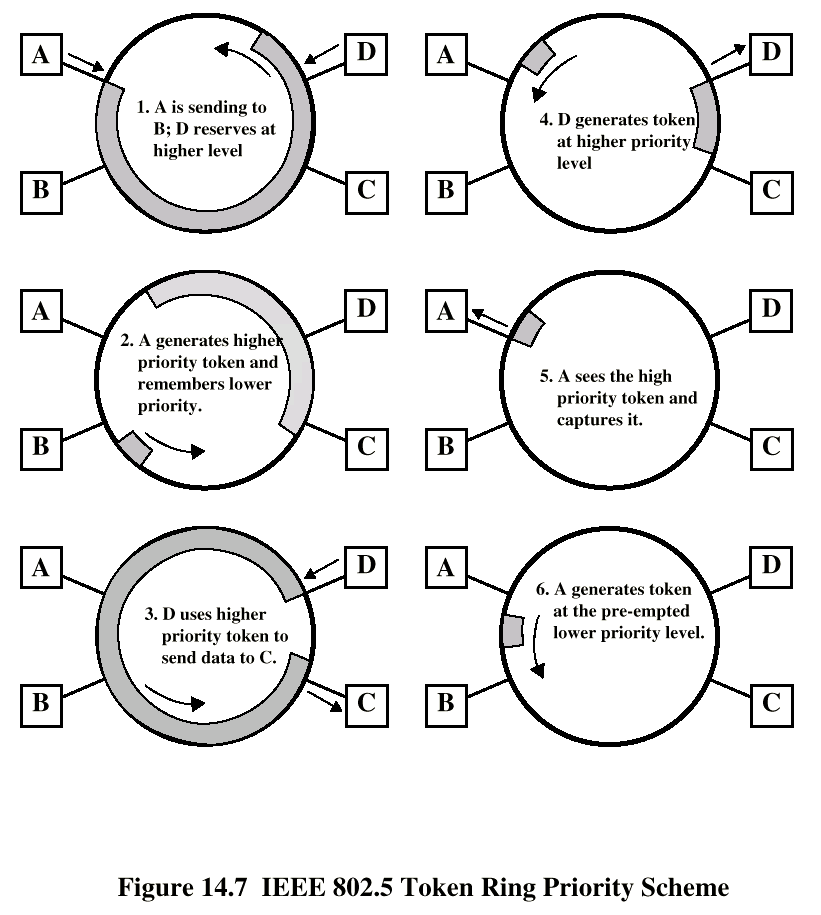 A
D
1. A is sending to
B; D reserves at
higher level
B
C
A
D
4. D generates token
at higher priority
level
B
C
A
D
2. A generates higher
priority token and
remembers lower
priority.
B
C
A
D
5. A sees the high
priority token and
captures it.
B
C
A
D
3. D uses higher
priority token to
send data to C.
B
C
A
D
6. A generates token
at the pre-empted
lower priority level.
B
C
Figure 14.7 IEEE 802.5 Token Ring Priority Scheme